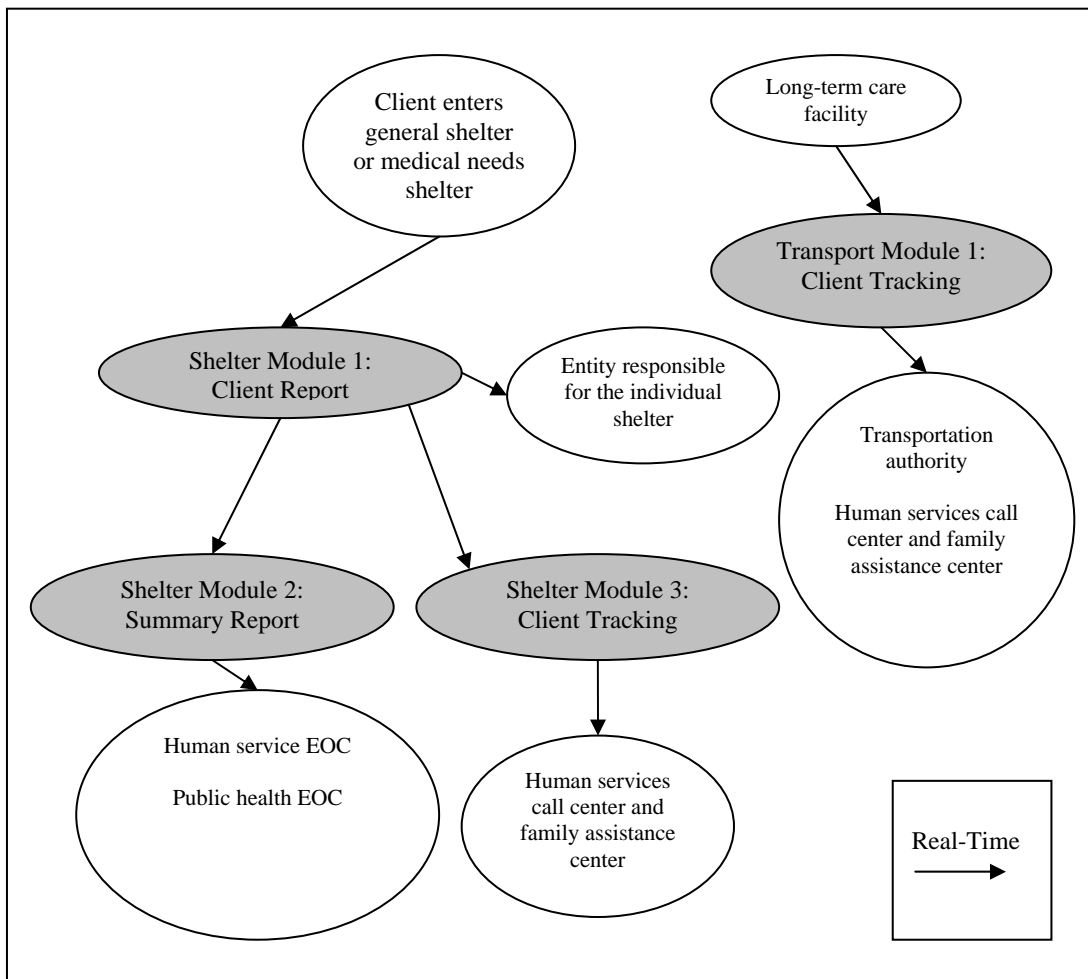 Client enters
general shelter
or medical needs
shelter
Long-term care
facility
Transport Module 1:
Client Tracking
Shelter Module 1:
Client Report
Entity responsible
for the individual
shelter
Transportation
authority
Human services call
center and family
assistance center
Shelter Module 2:
Summary Report
Shelter Module 3:
Client Tracking
Human service EOC
Public health EOC
Human services
call center and
family assistance
center
Real-Time